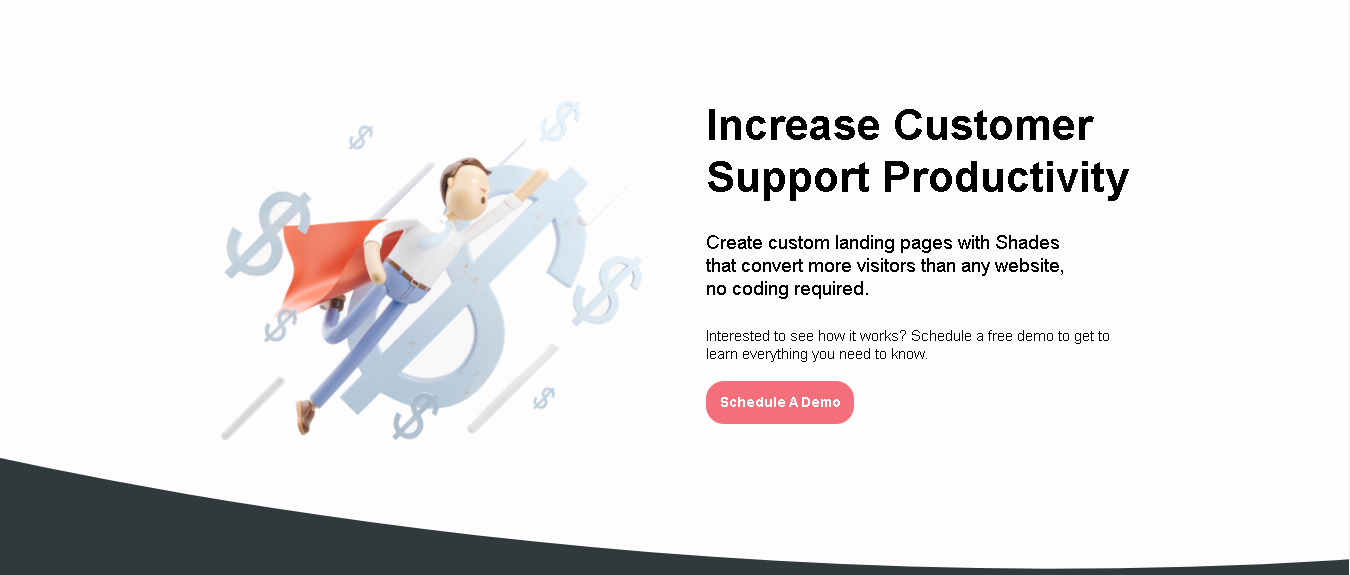 Increase Customer
Support Productivity
Create custom landing pages with Shades
that convert more visitors than any website,
no coding required.
Interested to see how it works? Schedule a free demo to get to
learn everything you need to know.
Schedule A Demo